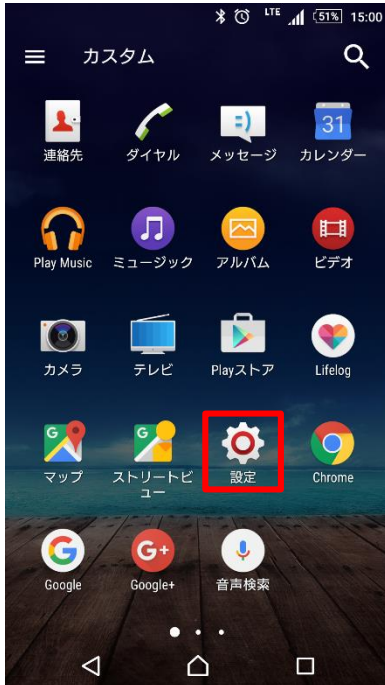 LTE 51% 15:00
カスタム
31
連絡先 ダイヤル メッセージ カレンダー
Play Music ミュージック アルバム ビデオ
カメラ テレビ Playストア Lifelog
G G
マップ ストリートビ 設定 Chrome
ュー
G G+
Google Google+ 音声検索